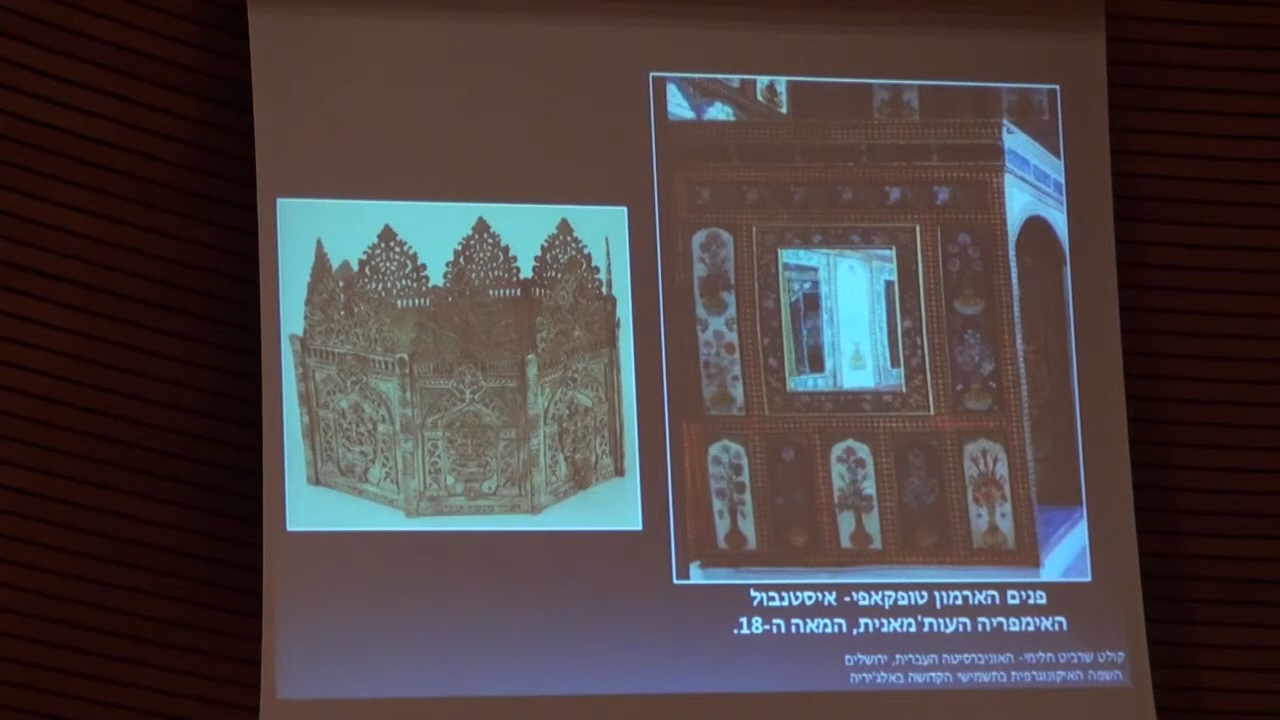 פנים הארמון טופקאפי- איסטנבול
האימפריה העות'מאנית, המאה ה-18.
קולט שרביט חלימי- האוניברסיטה העברית, ירושלים
השפה האיקונוגרפית בתשמישי הקדושה באלג'יריה